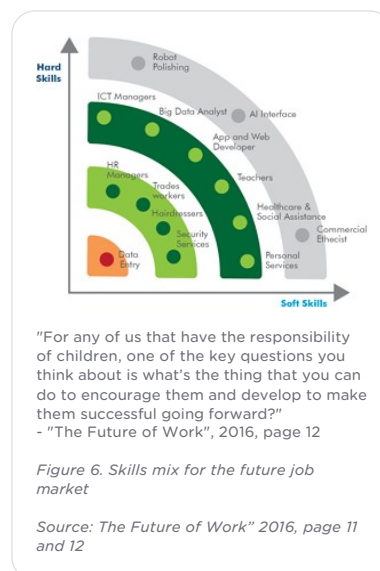 Hard
Skills
Robot
Polishing
ICT Managers
Big Data Analyst
AI Interface
App and Web
Developer
HR
Managers
Trades
workers
Teachers
Hairdressers
Healthcare &
Social Assistance
Security
Services
Commercial
Ethecist
Data
Entry
Personal
Services
Soft Skills
"For any of us that have the responsibility
of children, one of the key questions you
think about is what's the thing that you can
do to encourage them and develop to make
them successful going forward?"
- "The Future of Work", 2016, page 12
Figure 6. Skills mix for the future job
market
Source: The Future of Work” 2016, page 11
and 12